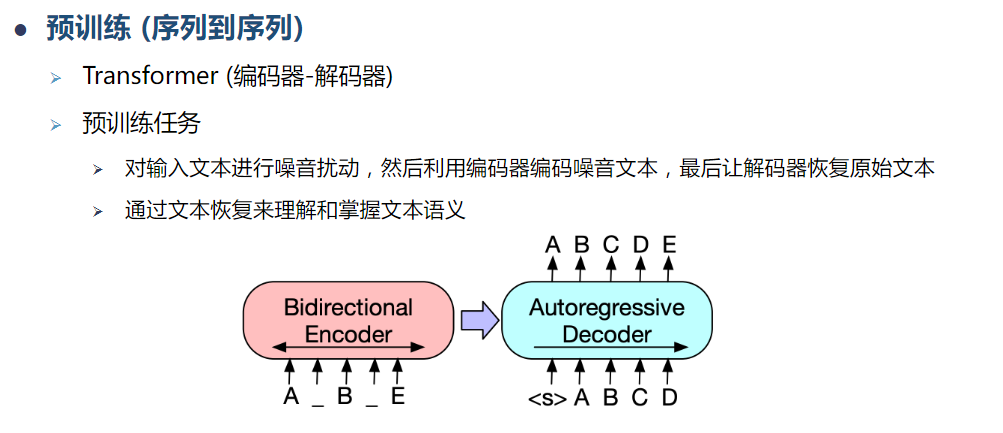 预训练 (序列到序列)
Transformer (编码器-解码器)
预训练任务
对输入文本进行噪音扰动，然后利用编码器编码噪音文本，最后让解码器恢复原始文本
通过文本恢复来理解和掌握文本语义
A B C D E
Bidirectional
Encoder
Autoregressive
Decoder
A _ B _ E
<s> A B C D